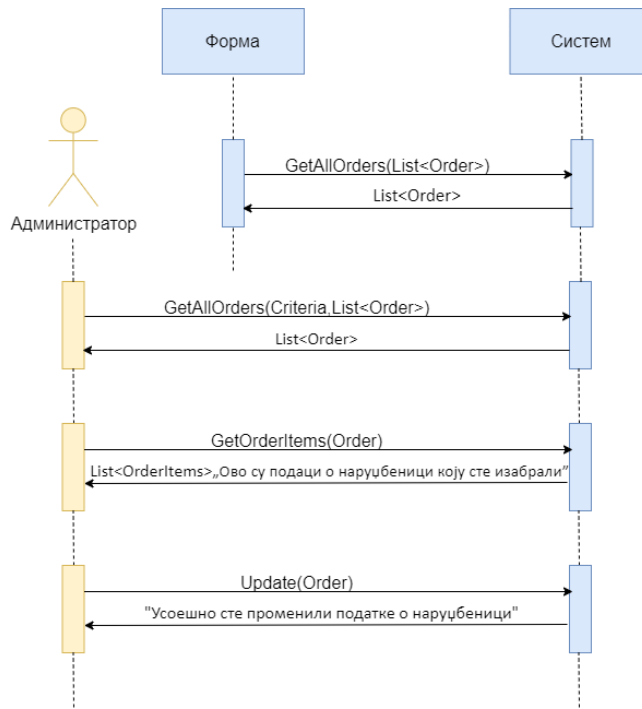 Форма
Систем
GetAllOrders(List<Order>)
List<Order>
Администратор
GetAllOrders(Criteria,List<Order>)
List<Order>
GetOrderItems(Order)
List<OrderItems>„Ово су подаци о наруџбеници коју сте изабрали”
Update(Order)
"Усоешно сте променили податке о наруџбеници"